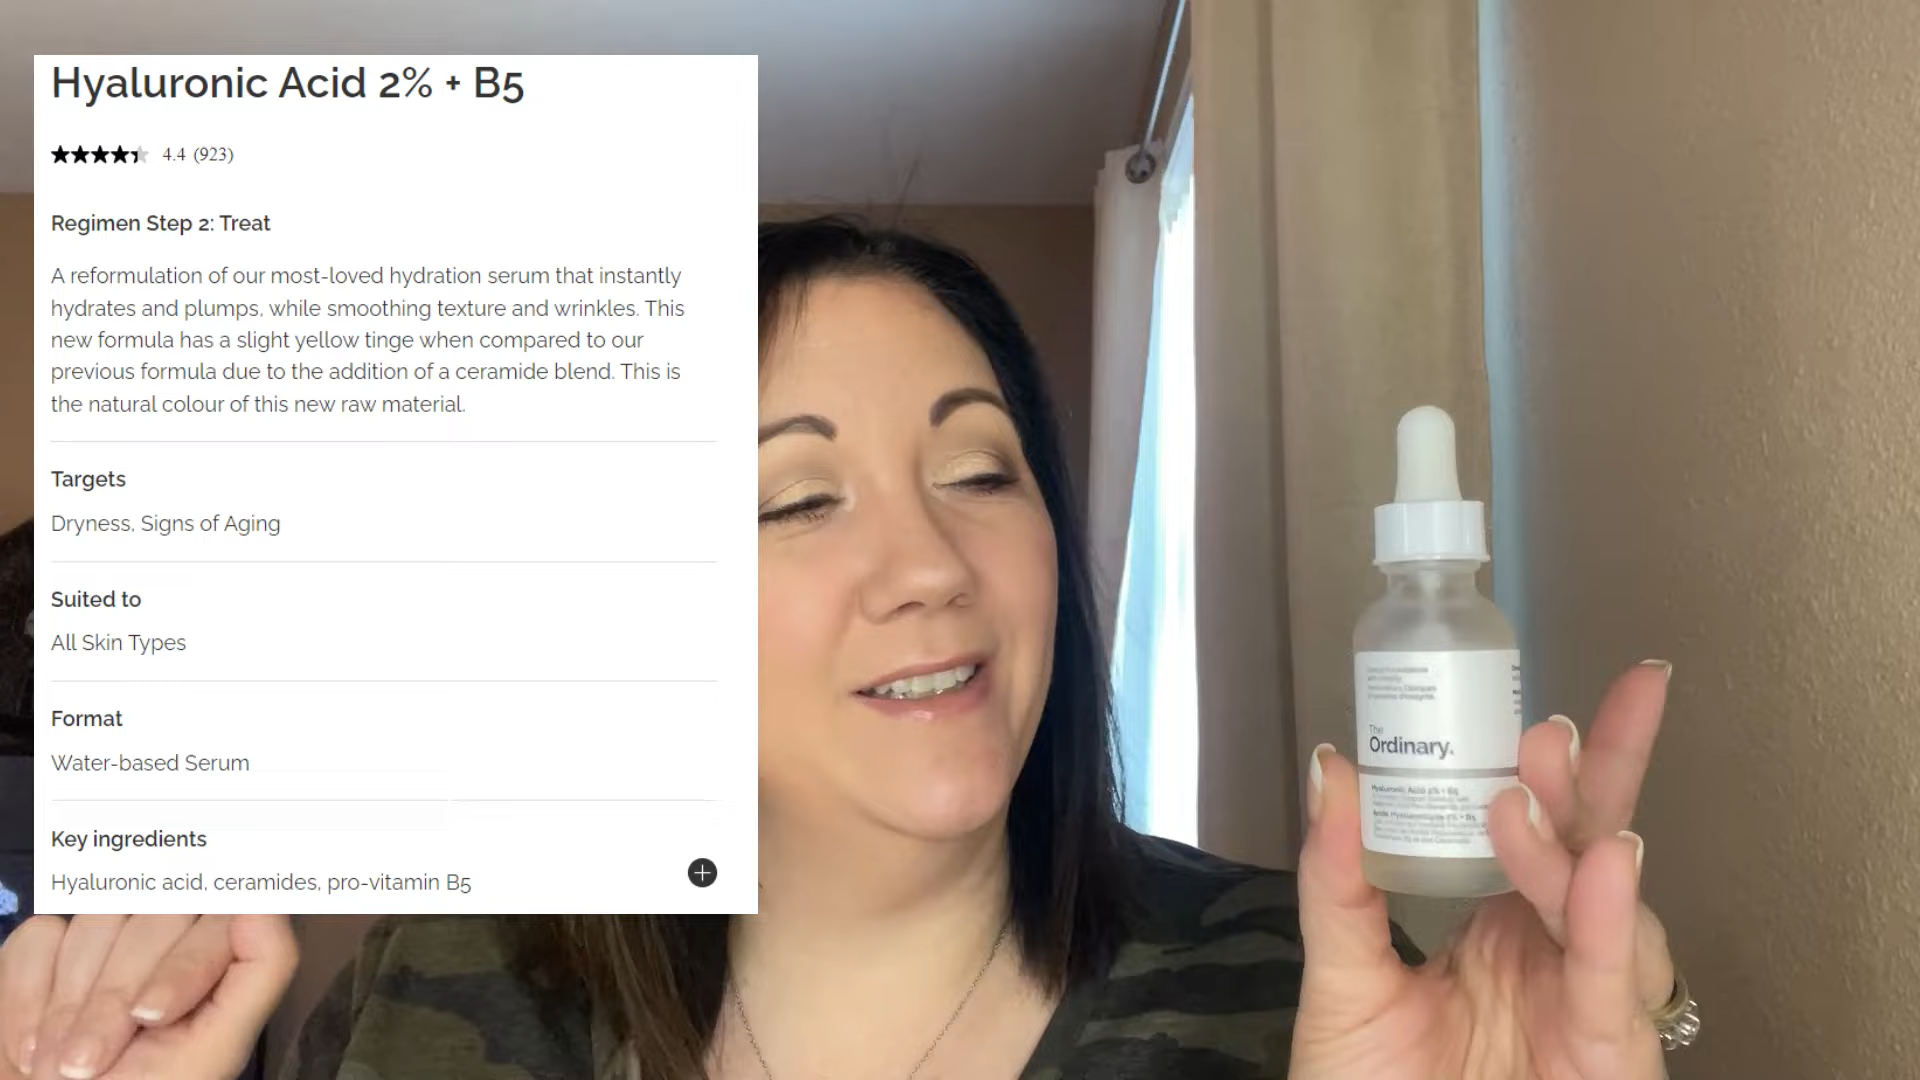 Hyaluronic Acid 2% + B5
4.4 (923)
Regimen Step 2: Treat
A reformulation of our most-loved hydration serum that instantly
hydrates and plumps, while smoothing texture and wrinkles. This
new formula has a slight yellow tinge when compared to our
previous formula due to the addition of a ceramide blend. This is
the natural colour of this new raw material.
Targets
Dryness, Signs of Aging
Suited to
All Skin Types
Format
Water-based Serum
Key ingredients
Hyaluronic acid, ceramides, pro-vitamin B5
The
Ordinary.
Hyaluronic Acid 2% + B5